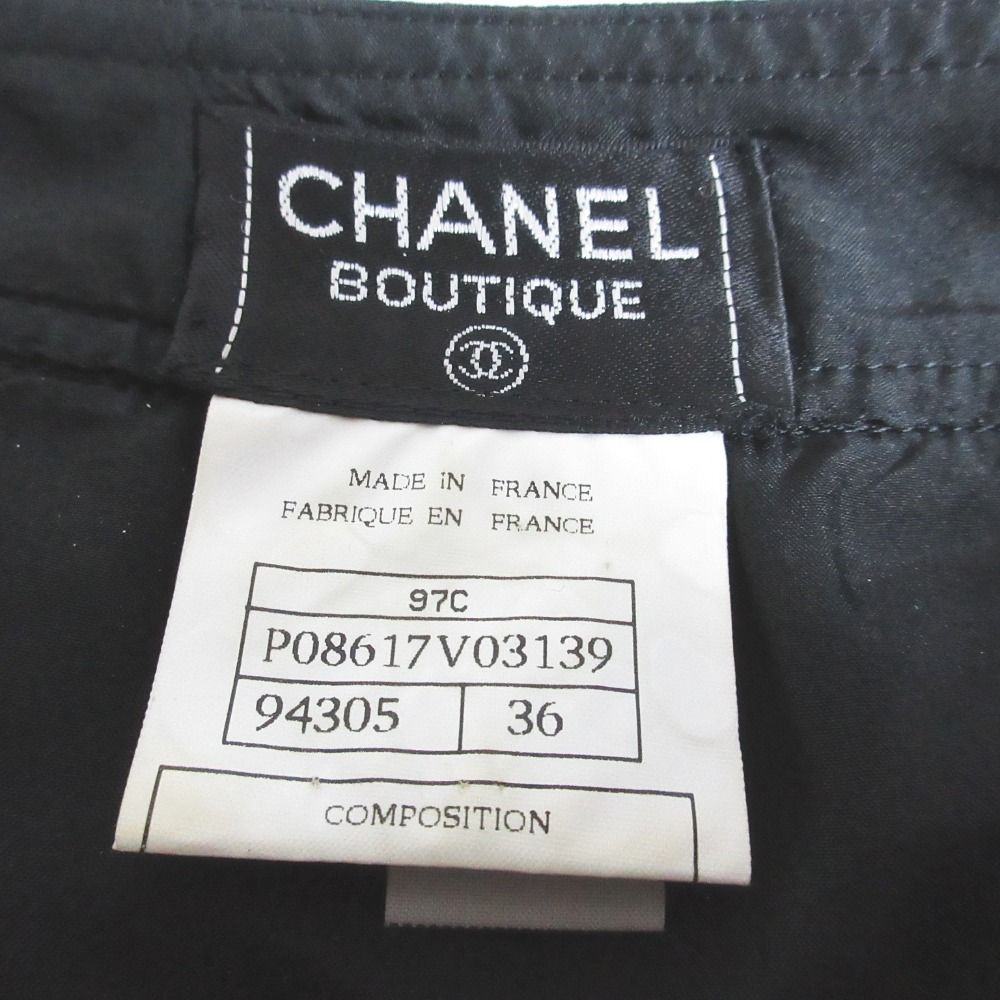 CHANEL
BOUTIQUE
MADE IN FRANCE
FABRIQUE EN FRANCE
97C
P08617V03139
94305 36
COMPOSITION